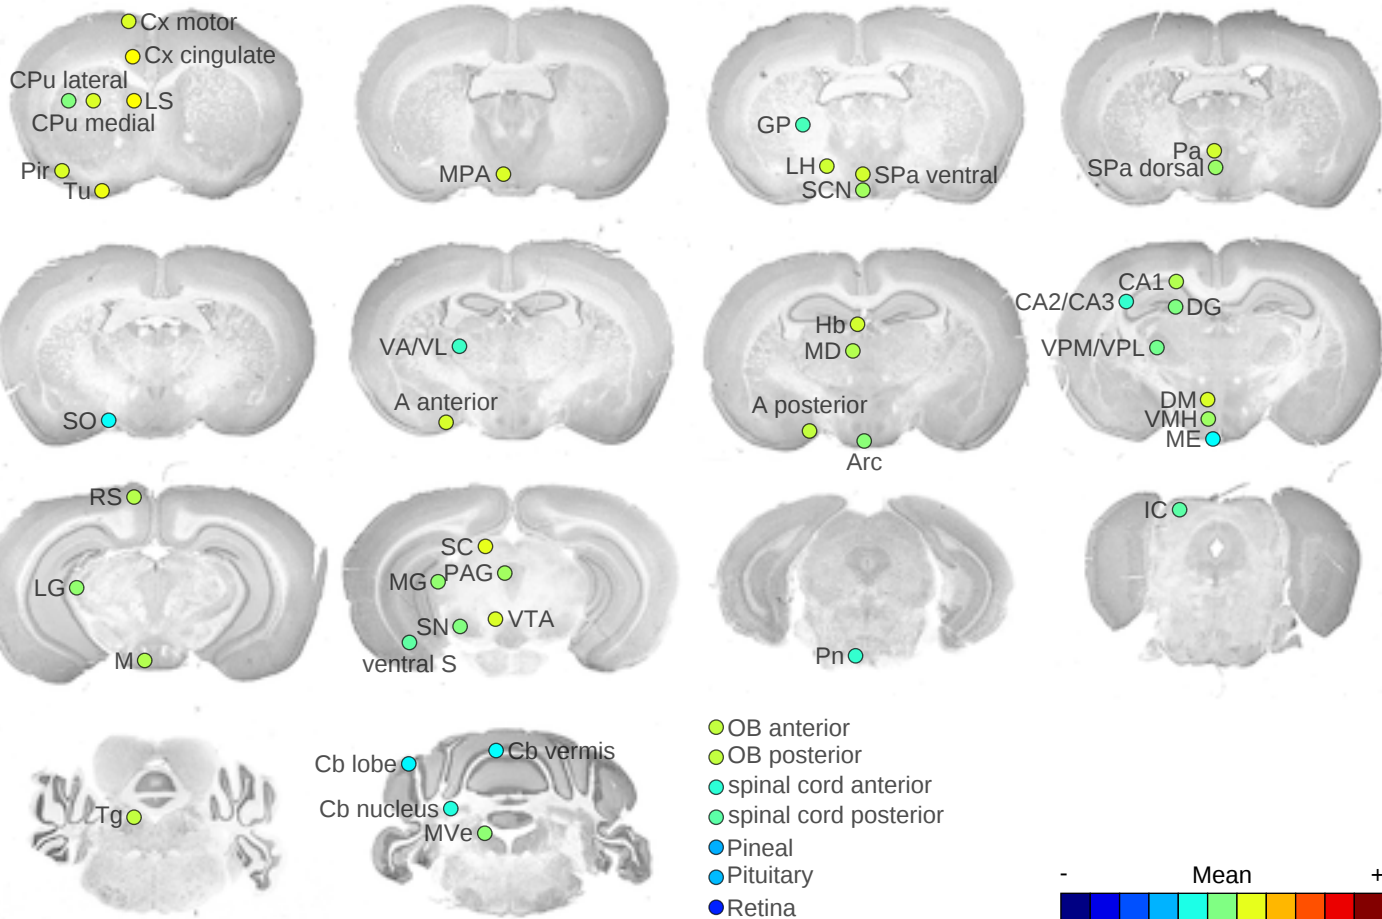 Cx motor
Cx cingulate
CPu lateral
LS
CPu medial
Pir
Tu
MPA
GP
LH
SPa ventral
SCN
Pa
SPa dorsal
SO
VA/VL
A anterior
Hb
MD
A posterior
Arc
CA1
CA2/CA3
DG
VPM/VPL
DM
VMH
ME
RS
LG
M
SC
MG
PAG
SN
VTA
ventral S
Pn
IC
Tg
Cb lobe
Cb vermis
Cb nucleus
MVe
OB anterior
OB posterior
spinal cord anterior
spinal cord posterior
Pineal
Pituitary
Retina
- Mean +